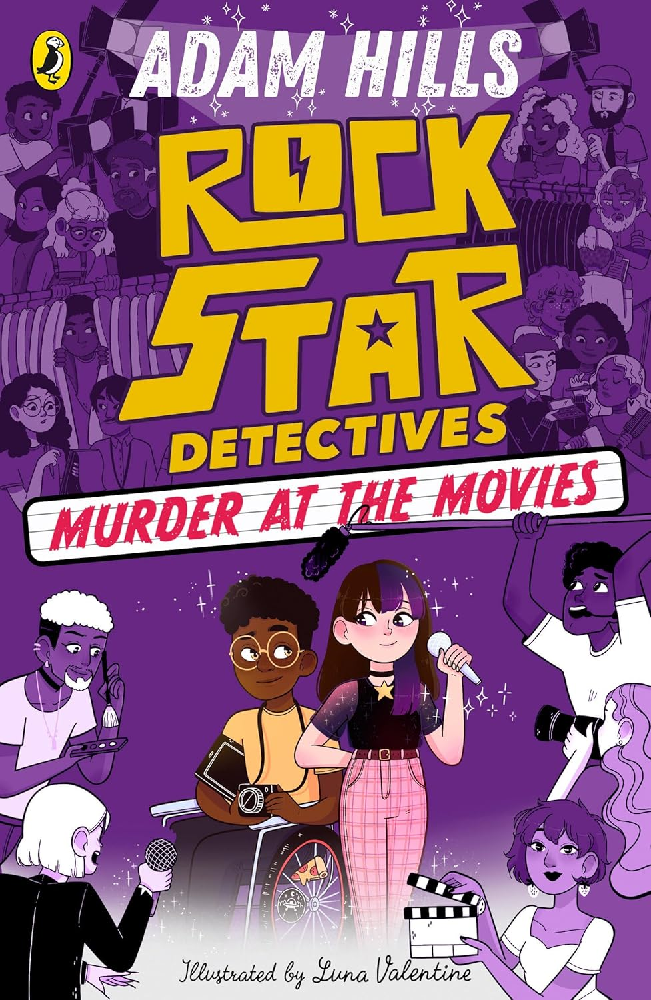 ADAM HILLS
ROCK
STAR
DETECTIVES
MURDER AT THE MOVIES
Illustrated by Luna Valentine